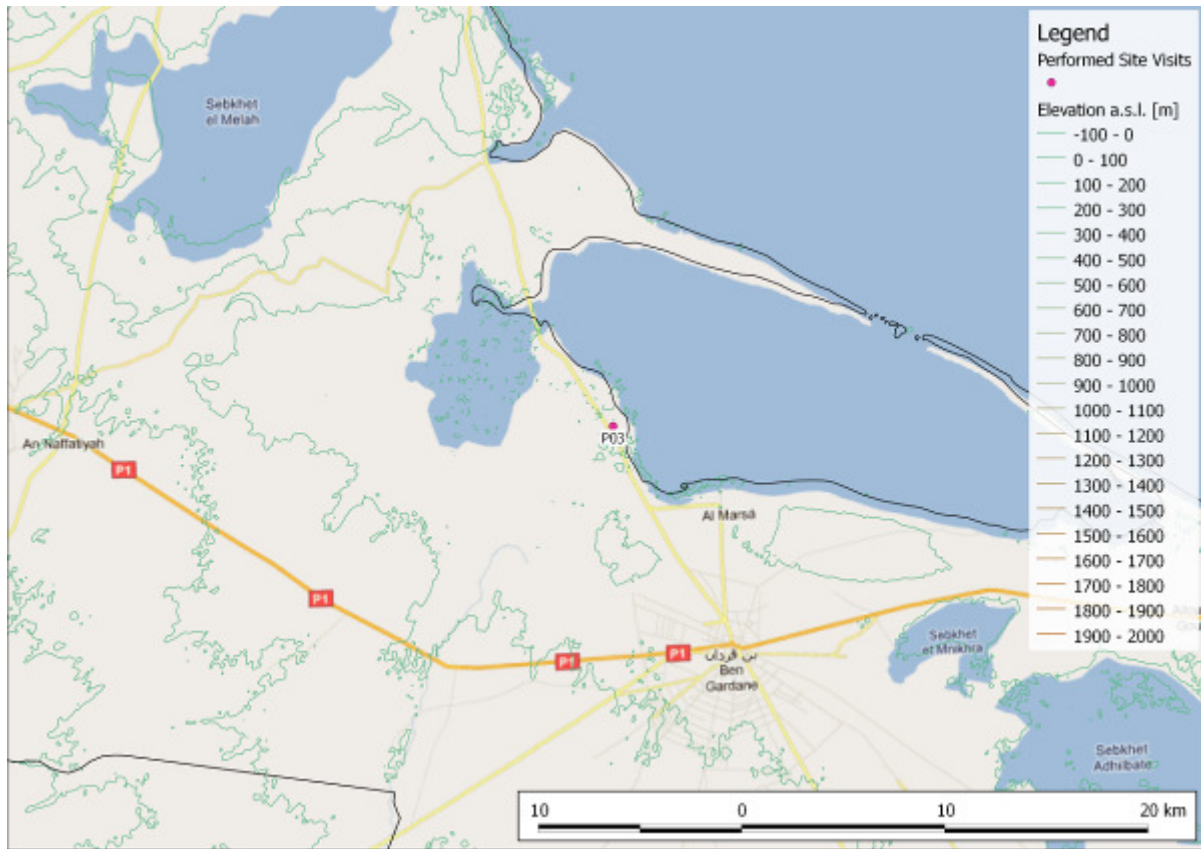 Legend
Performed Site Visits
Elevation a.s.l. [m]
-100 - 0
0 - 100
100 - 200
200 - 300
300 - 400
400 - 500
500 - 600
600 - 700
700 - 800
800 - 900
900 - 1000
1000 - 1100
1100 - 1200
1200 - 1300
1300 - 1400
1400 - 1500
1500 - 1600
1600 - 1700
1700 - 1800
1800 - 1900
1900 - 2000
Sebkhet
el Melah
P03
An Naffatiyah
P1
Al Marsá
P1
P1
P1
بن ڨردان
Ben
Gardane
Sebkhet
el Mnikhra
Sebkhet
Adhilbate
10 0 10 20 km